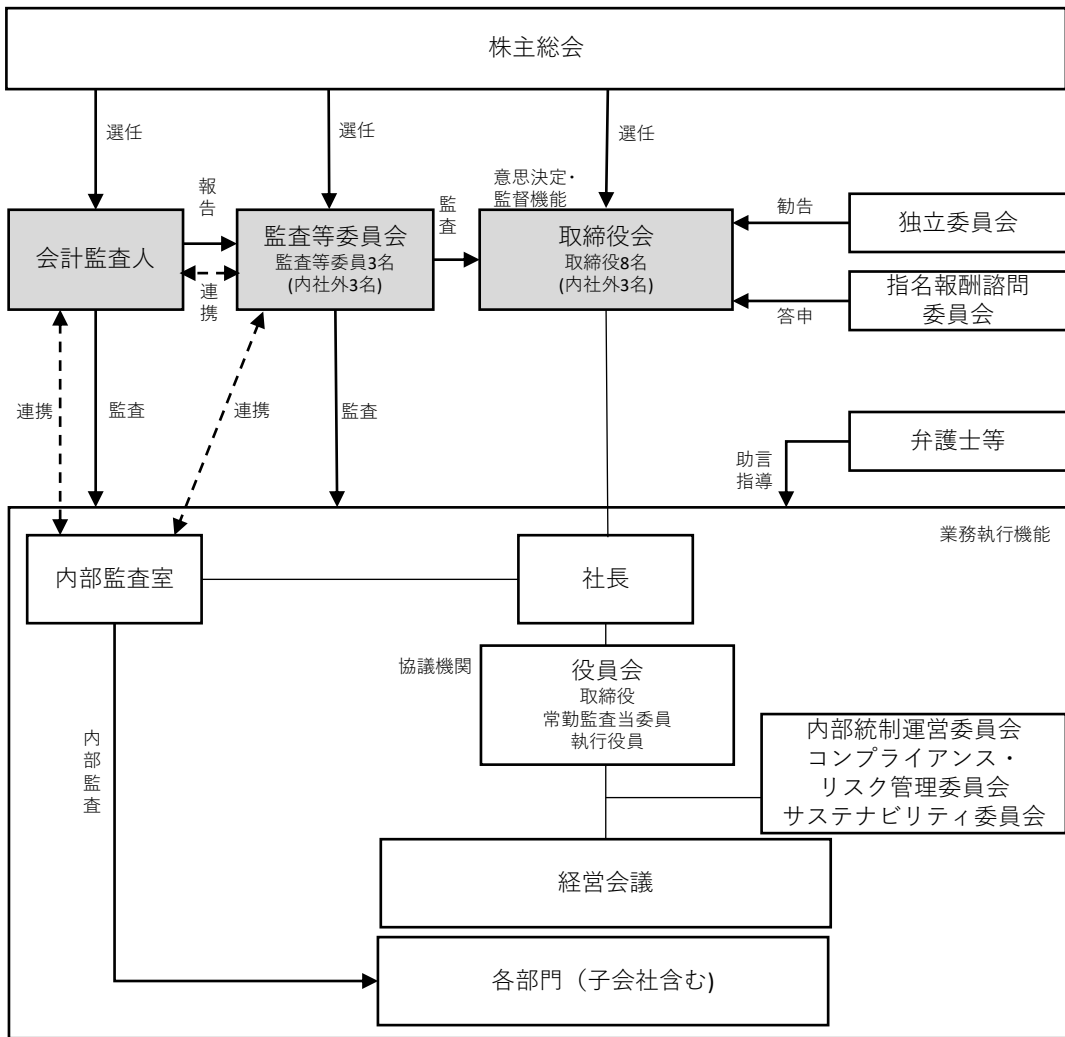 株主総会
選任
選任
選任
報告
意思決定・
監督機能
監査
勧告
独立委員会
会計監査人
監査等委員会
監査等委員3名
(内社外3名)
取締役会
取締役8名
(内社外3名)
連携
答申
指名報酬諮問
委員会
連携
監査
連携
監査
弁護士等
助言
指導
業務執行機能
内部監査室
社長
協議機関
役員会
取締役
常勤監査当委員
執行役員
内部監査
内部統制運営委員会
コンプライアンス・
リスク管理委員会
サステナビリティ委員会
経営会議
各部門（子会社含む)